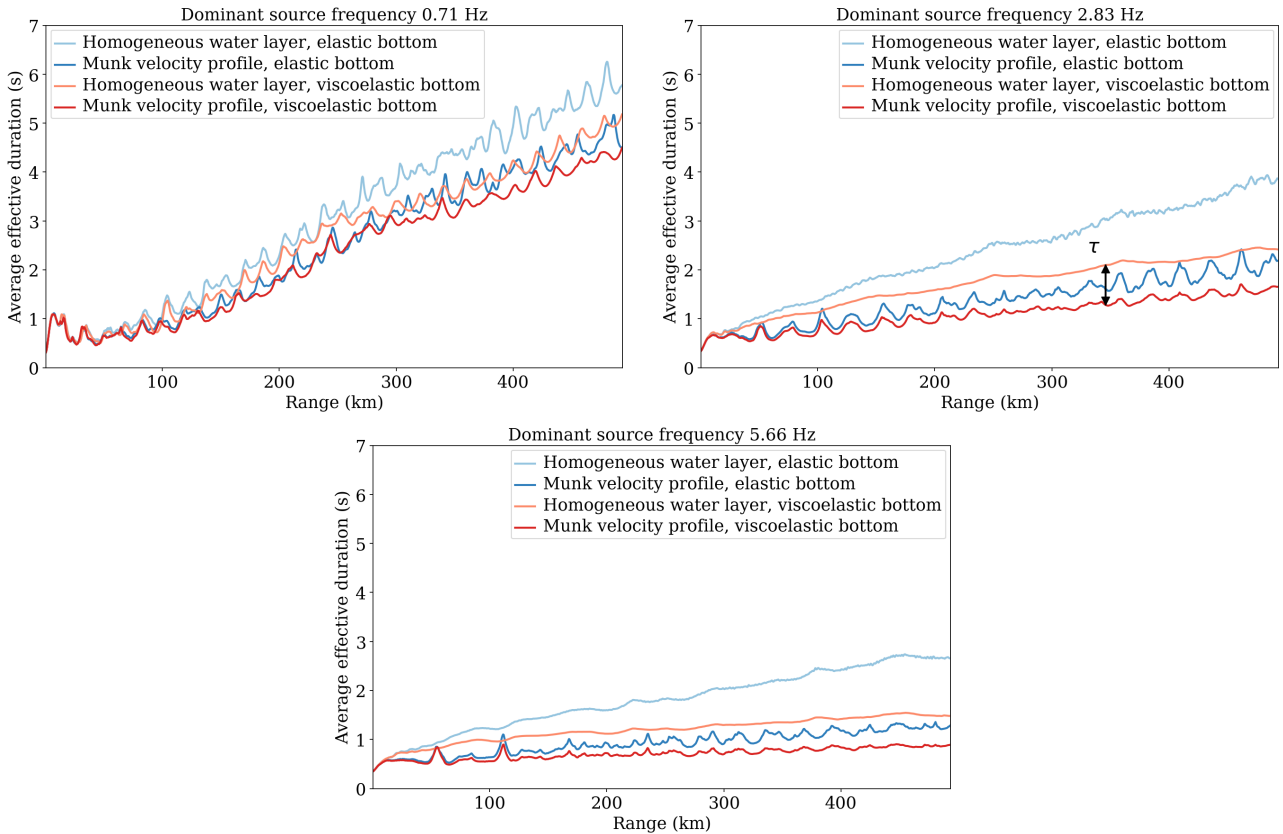 Dominant source frequency 0.71 Hz
Average effective duration (s)
7
6
5
4
3
2
1
0
Homogeneous water layer, elastic bottom
Munk velocity profile, elastic bottom
Homogeneous water layer, viscoelastic bottom
Munk velocity profile, viscoelastic bottom
100 200 300 400
Range (km)
Dominant source frequency 2.83 Hz
Average effective duration (s)
7
6
5
4
3
2
1
0
Homogeneous water layer, elastic bottom
Munk velocity profile, elastic bottom
Homogeneous water layer, viscoelastic bottom
Munk velocity profile, viscoelastic bottom
τ
100 200 300 400
Range (km)
Dominant source frequency 5.66 Hz
Average effective duration (s)
7
6
5
4
3
2
1
0
Homogeneous water layer, elastic bottom
Munk velocity profile, elastic bottom
Homogeneous water layer, viscoelastic bottom
Munk velocity profile, viscoelastic bottom
100 200 300 400
Range (km)